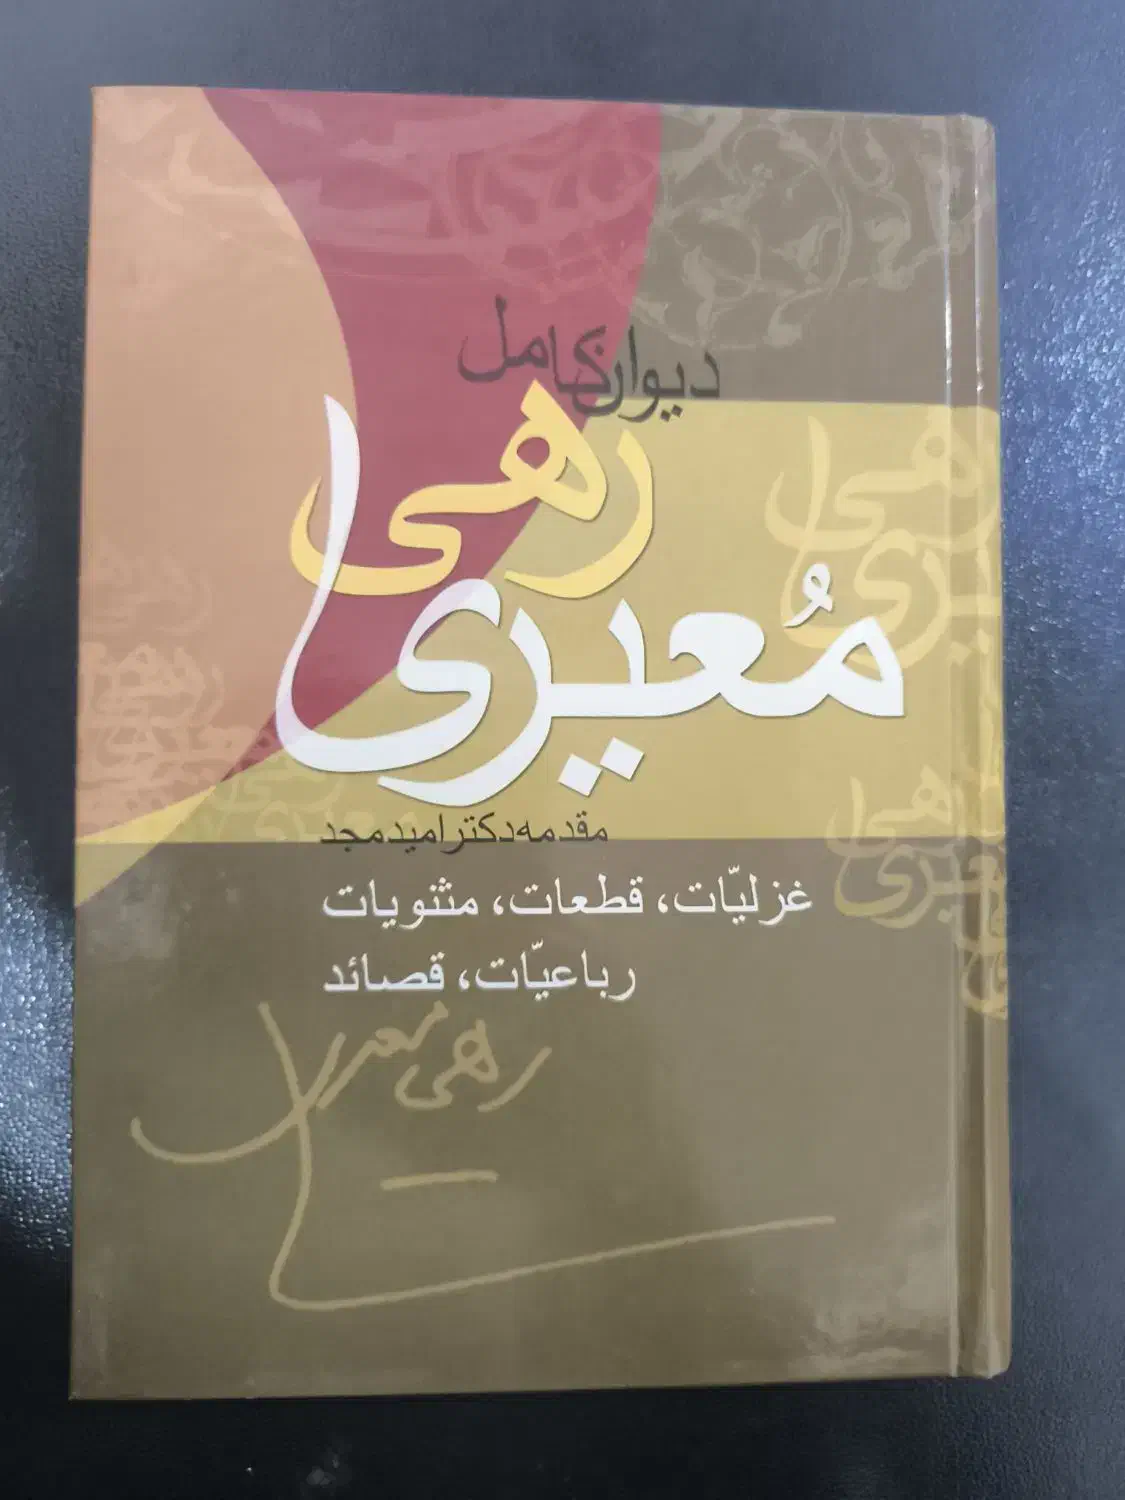 دیوان کامل
رهی
معیری
مقدمه دکتر امید مجد
غزلیّات، قطعات، مثنویات
رباعیّات، قصائد
رهی معیری